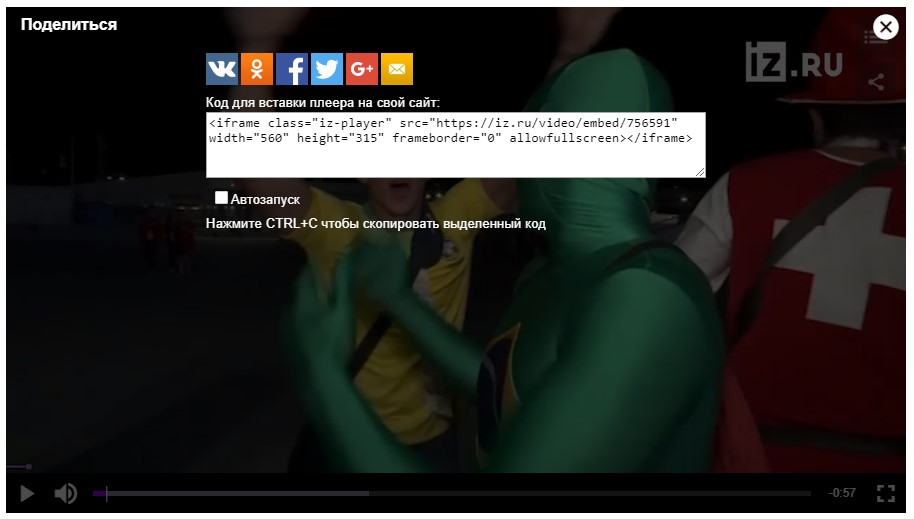 Поделиться
iz.RU
Код для вставки плеера на свой сайт:
<iframe class="iz-player" src="https://iz.ru/video/embed/756591"
width="560" height="315" frameborder="0" allowfullscreen></iframe>
Автозапуск
Нажмите CTRL+C чтобы скопировать выделенный код
-0:57